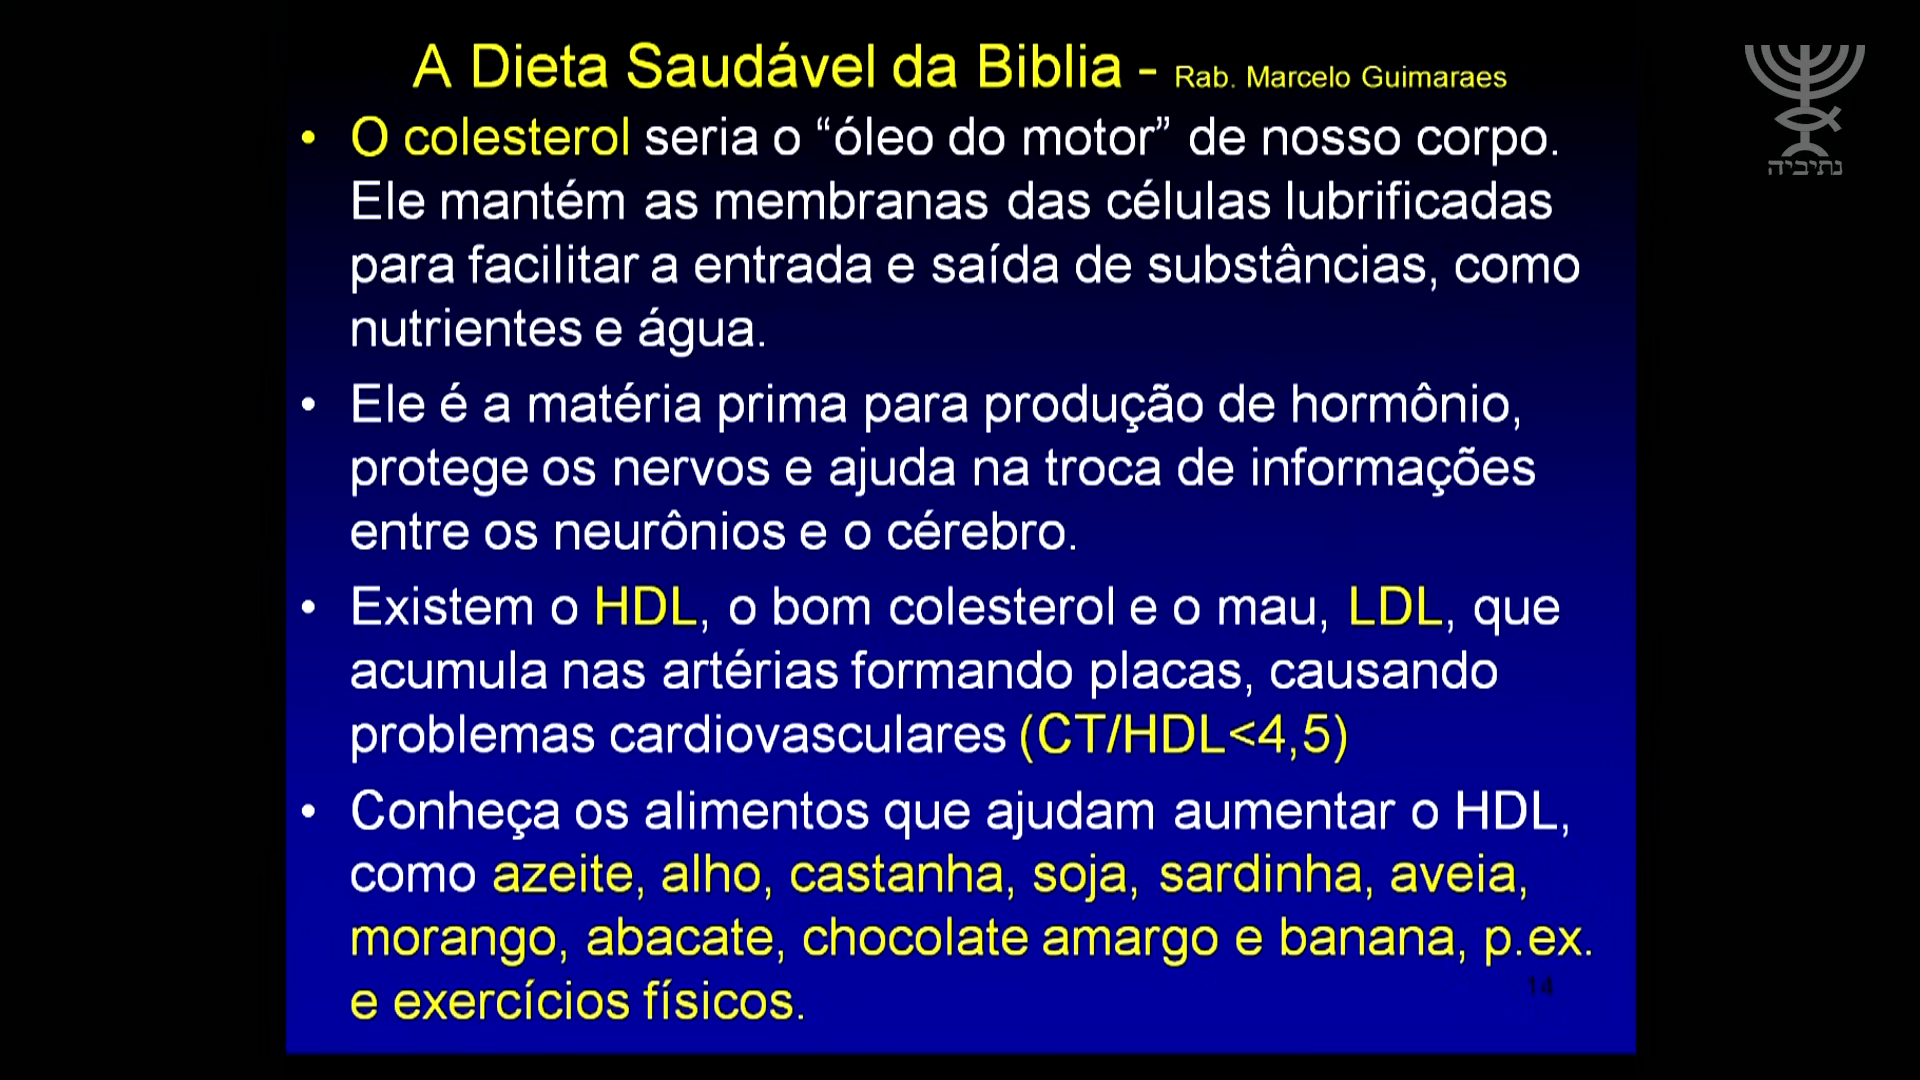 A Dieta Saudável da Biblia - Rab. Marcelo Guimaraes
• O colesterol seria o “óleo do motor” de nosso corpo.
Ele mantém as membranas das células lubrificadas
para facilitar a entrada e saída de substâncias, como
nutrientes e água.
• Ele é a matéria prima para produção de hormônio,
protege os nervos e ajuda na troca de informações
entre os neurônios e o cérebro.
• Existem o HDL, o bom colesterol e o mau, LDL, que
acumula nas artérias formando placas, causando
problemas cardiovasculares (CT/HDL<4,5)
• Conheça os alimentos que ajudam aumentar o HDL,
como azeite, alho, castanha, soja, sardinha, aveia,
morango, abacate, chocolate amargo e banana, p.ex.
e exercícios físicos.
14
נתיביה